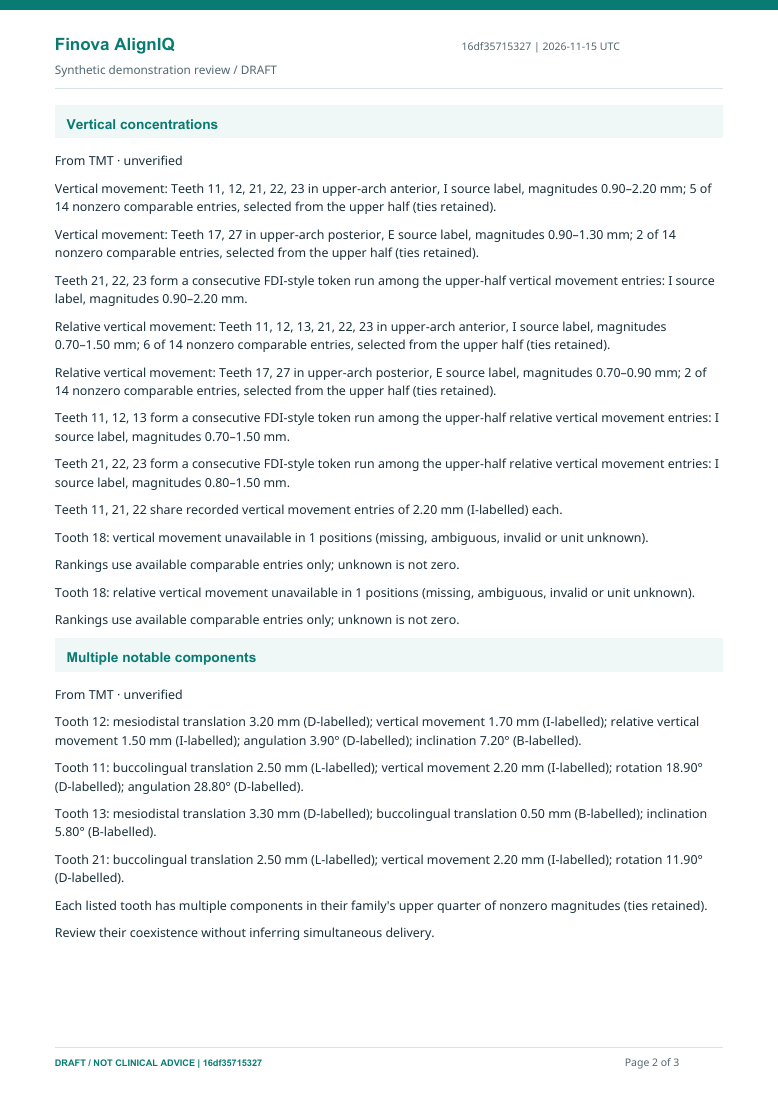 Finova AlignIQ
16df35715327 | 2026-11-15 UTC
Synthetic demonstration review / DRAFT
Vertical concentrations
From TMT · unverified
Vertical movement: Teeth 11, 12, 21, 22, 23 in upper-arch anterior, I source label, magnitudes 0.90–2.20 mm; 5 of
14 nonzero comparable entries, selected from the upper half (ties retained).
Vertical movement: Teeth 17, 27 in upper-arch posterior, E source label, magnitudes 0.90–1.30 mm; 2 of 14
nonzero comparable entries, selected from the upper half (ties retained).
Teeth 21, 22, 23 form a consecutive FDI-style token run among the upper-half vertical movement entries: I source
label, magnitudes 0.90–2.20 mm.
Relative vertical movement: Teeth 11, 12, 13, 21, 22, 23 in upper-arch anterior, I source label, magnitudes
0.70–1.50 mm; 6 of 14 nonzero comparable entries, selected from the upper half (ties retained).
Relative vertical movement: Teeth 17, 27 in upper-arch posterior, E source label, magnitudes 0.70–0.90 mm; 2 of
14 nonzero comparable entries, selected from the upper half (ties retained).
Teeth 11, 12, 13 form a consecutive FDI-style token run among the upper-half relative vertical movement entries: I
source label, magnitudes 0.70–1.50 mm.
Teeth 21, 22, 23 form a consecutive FDI-style token run among the upper-half relative vertical movement entries: I
source label, magnitudes 0.80–1.50 mm.
Teeth 11, 21, 22 share recorded vertical movement entries of 2.20 mm (I-labelled) each.
Tooth 18: vertical movement unavailable in 1 positions (missing, ambiguous, invalid or unit unknown).
Rankings use available comparable entries only; unknown is not zero.
Tooth 18: relative vertical movement unavailable in 1 positions (missing, ambiguous, invalid or unit unknown).
Rankings use available comparable entries only; unknown is not zero.
Multiple notable components
From TMT · unverified
Tooth 12: mesiodistal translation 3.20 mm (D-labelled); vertical movement 1.70 mm (I-labelled); relative vertical
movement 1.50 mm (I-labelled); angulation 3.90° (D-labelled); inclination 7.20° (B-labelled).
Tooth 11: buccolingual translation 2.50 mm (L-labelled); vertical movement 2.20 mm (I-labelled); rotation 18.90°
(D-labelled); angulation 28.80° (D-labelled).
Tooth 13: mesiodistal translation 3.30 mm (D-labelled); buccolingual translation 0.50 mm (B-labelled); inclination
5.80° (B-labelled).
Tooth 21: buccolingual translation 2.50 mm (L-labelled); vertical movement 2.20 mm (I-labelled); rotation 11.90°
(D-labelled).
Each listed tooth has multiple components in their family's upper quarter of nonzero magnitudes (ties retained).
Review their coexistence without inferring simultaneous delivery.
DRAFT / NOT CLINICAL ADVICE | 16df35715327
Page 2 of 3